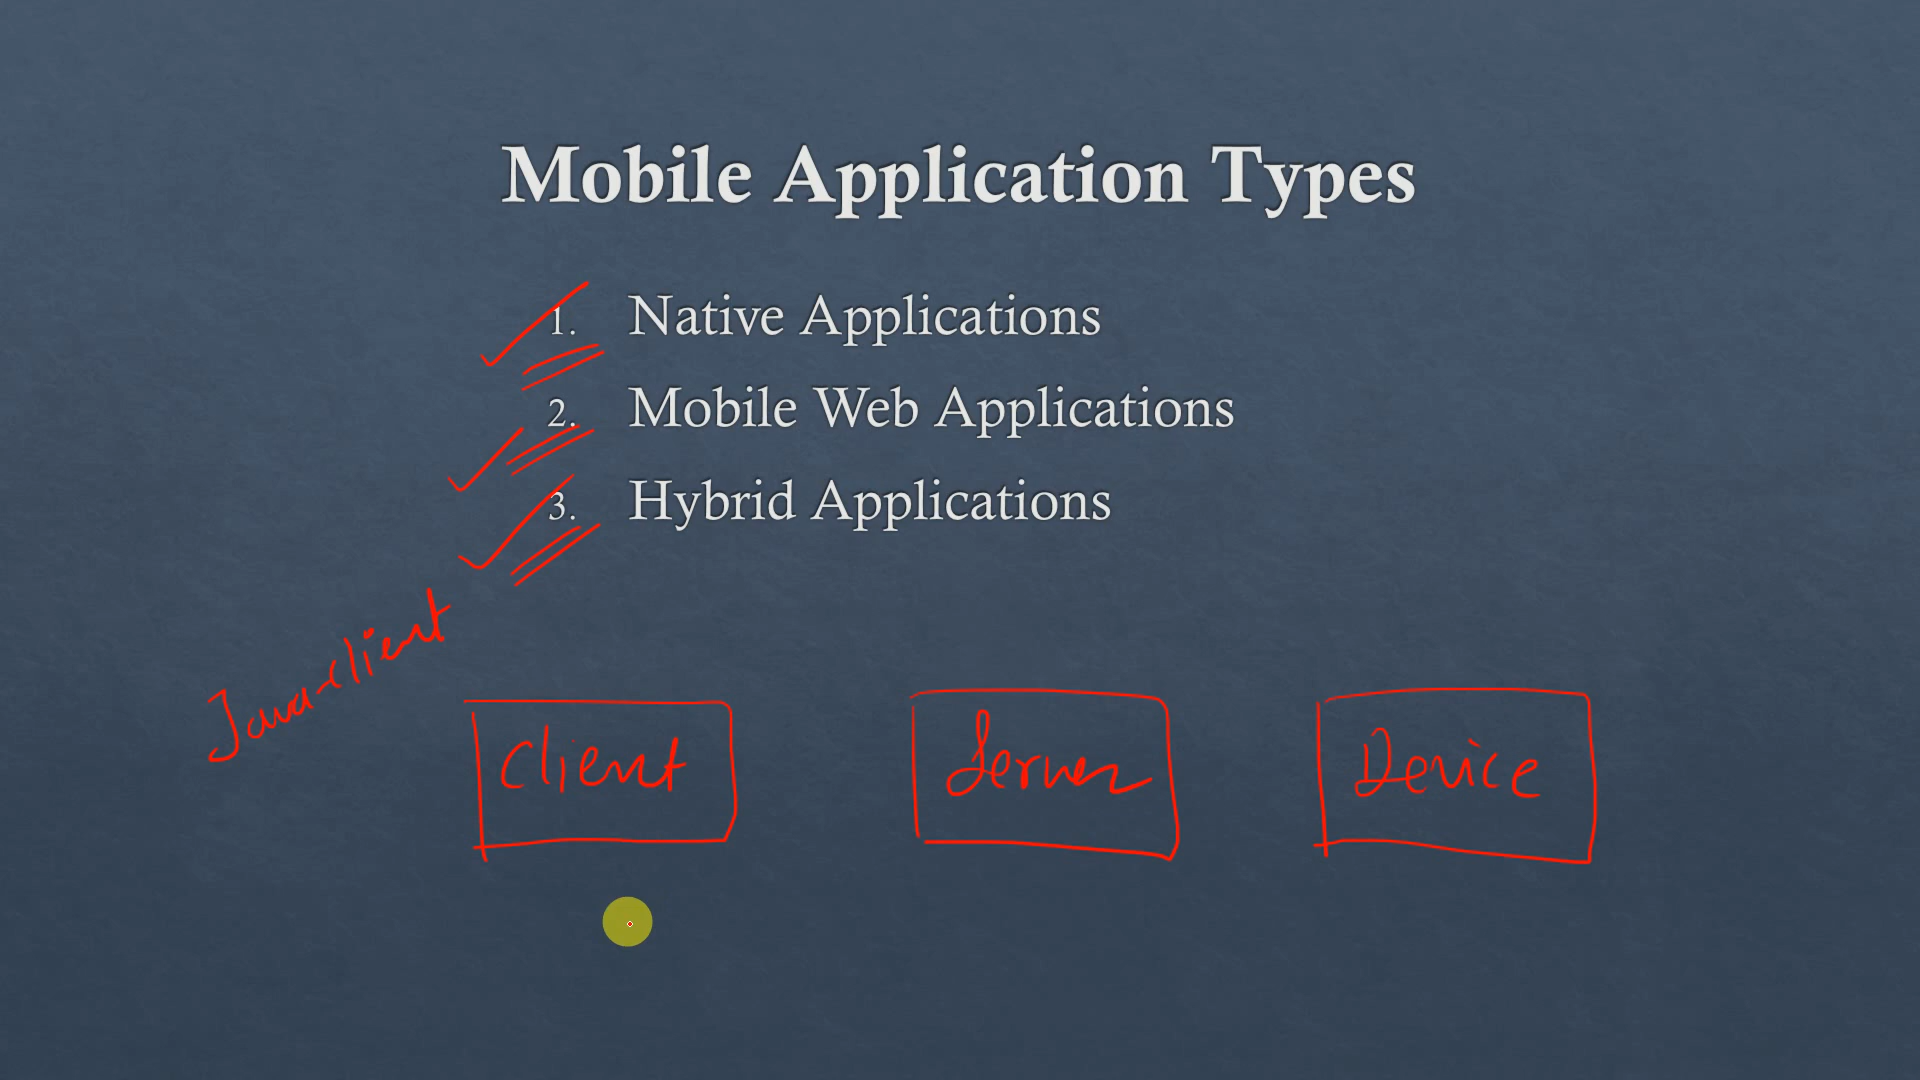 Mobile Application Types
1. Native Applications
2. Mobile Web Applications
3. Hybrid Applications
Java-client
Client
Server
Device